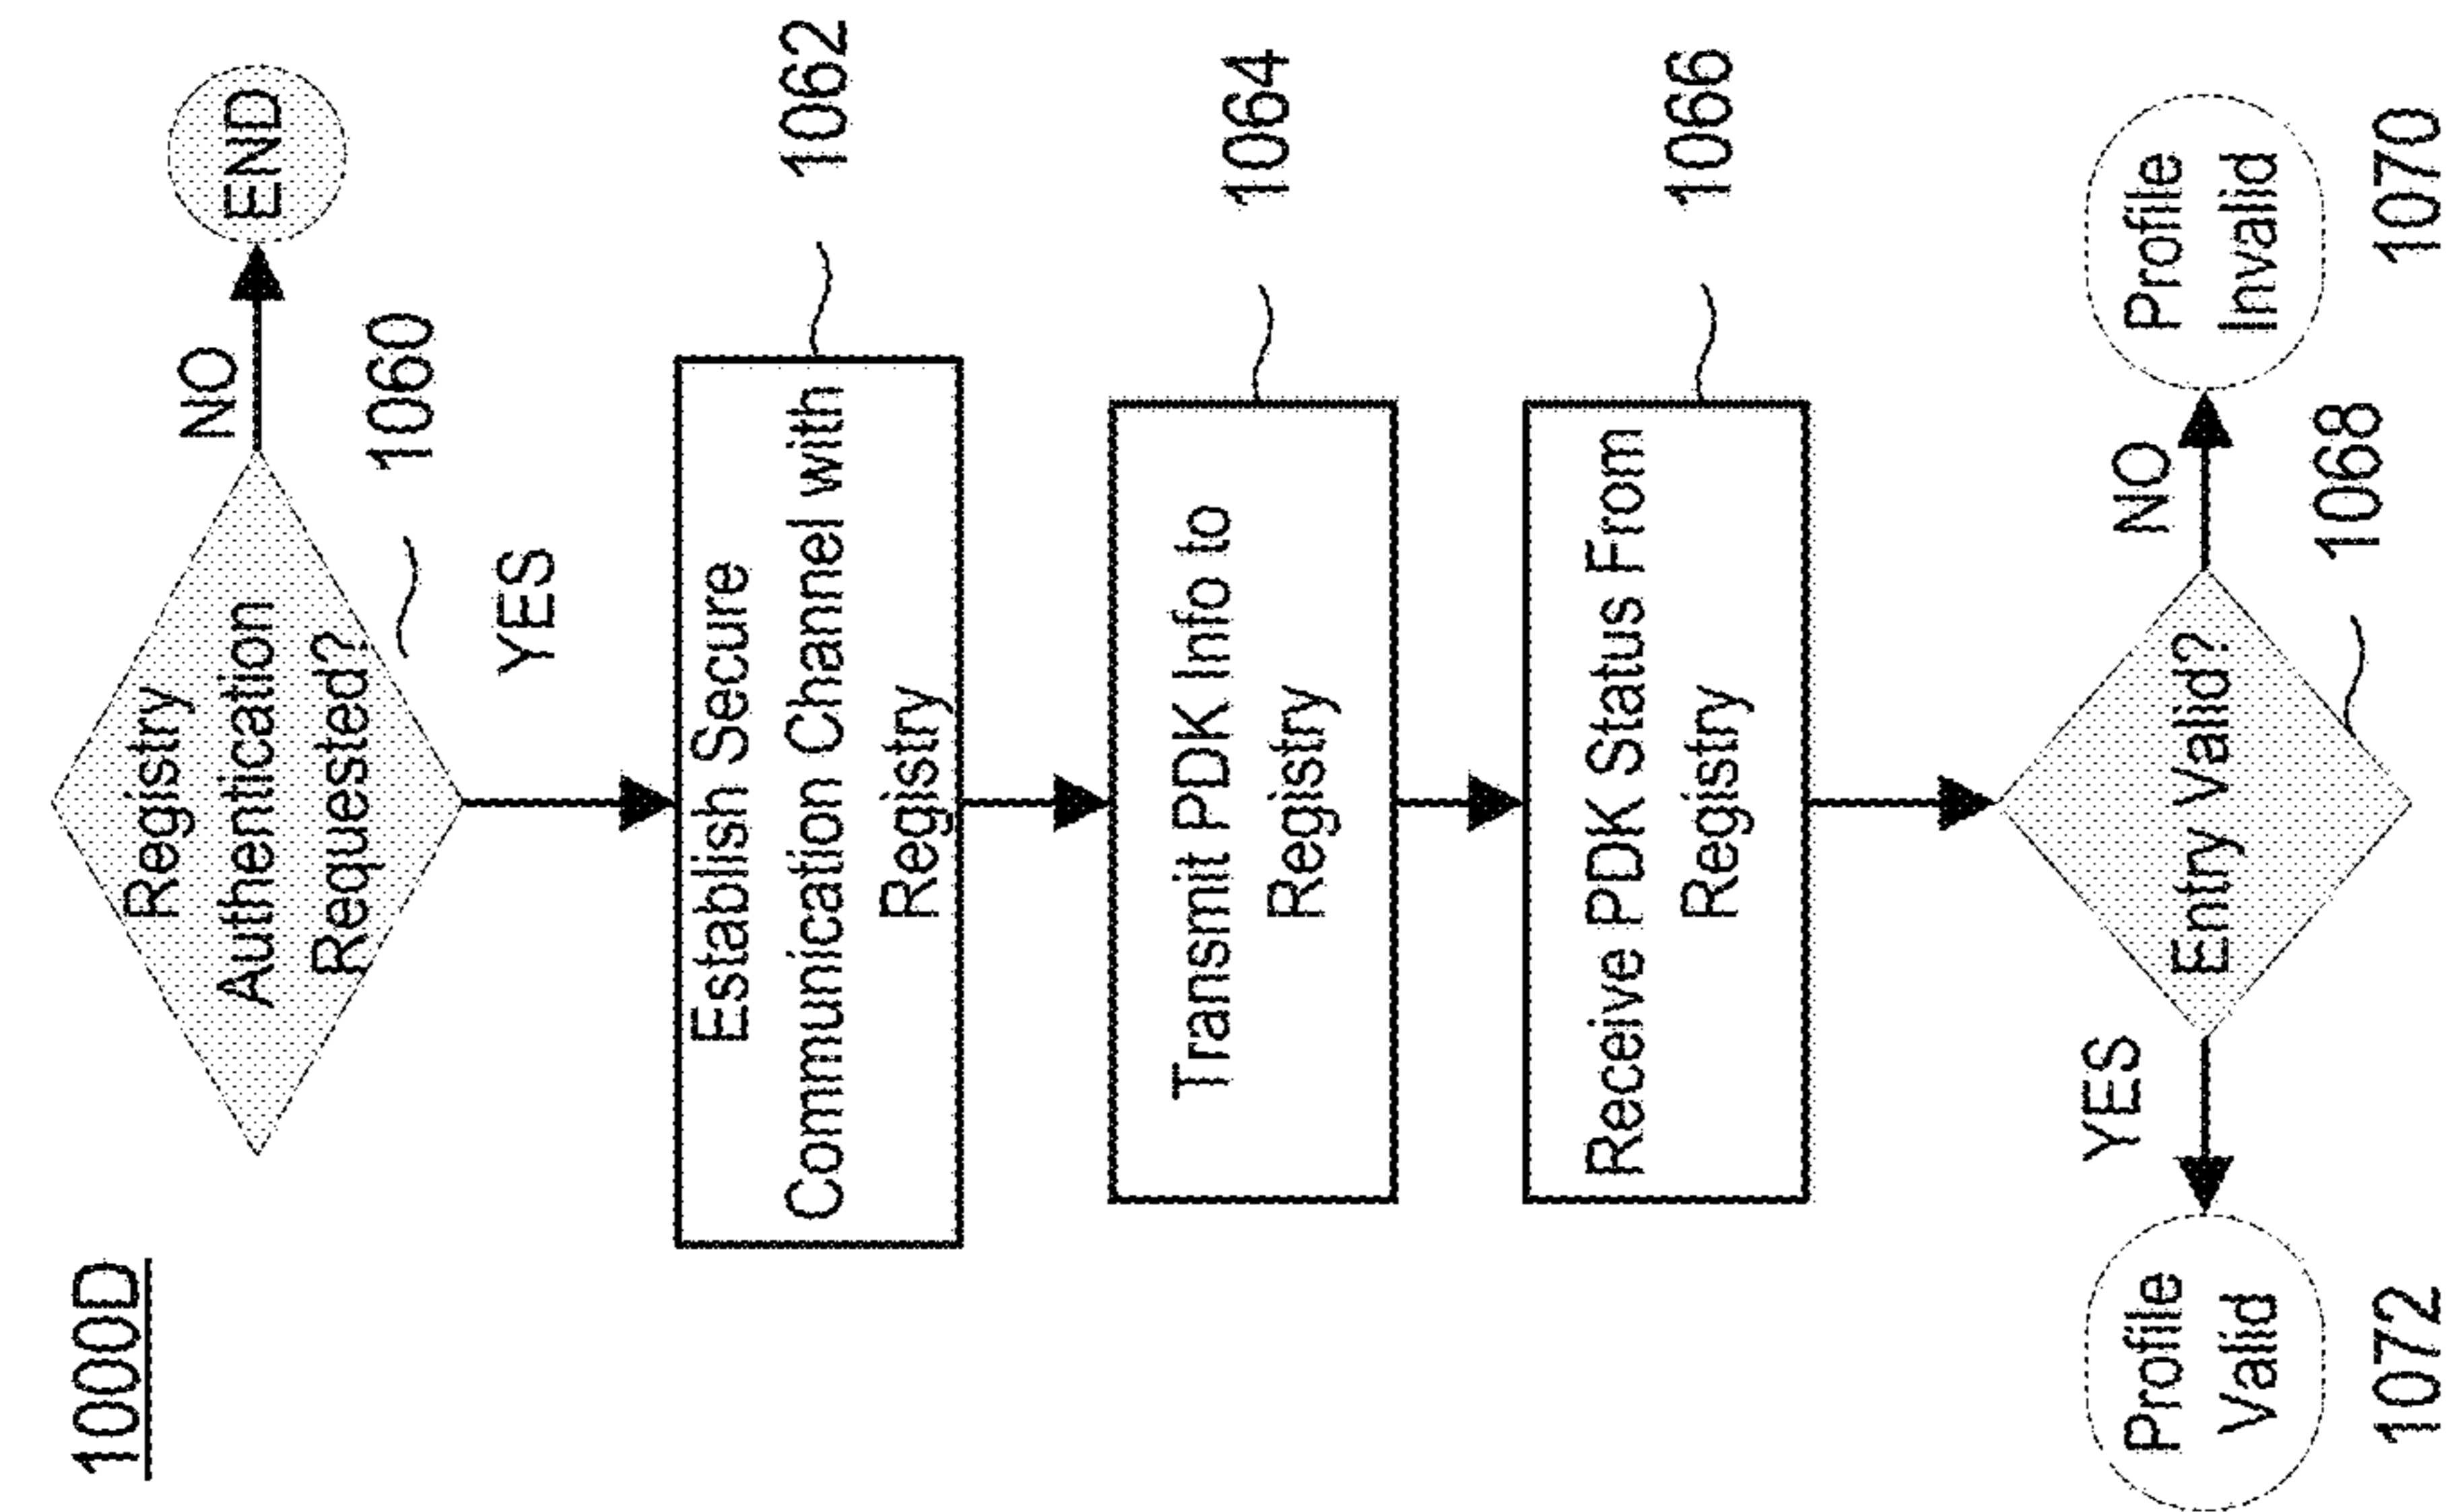 1000D
Registry
Authentication
Requested?
NO
END
1060
YES
Establish Secure
Communication Channel with
Registry
1062
Transmit PDK Info to
Registry
1064
Receive PDK Status From
Registry
1066
Entry Valid?
1068
YES
NO
Profile
Valid
1072
Profile
Invalid
1070